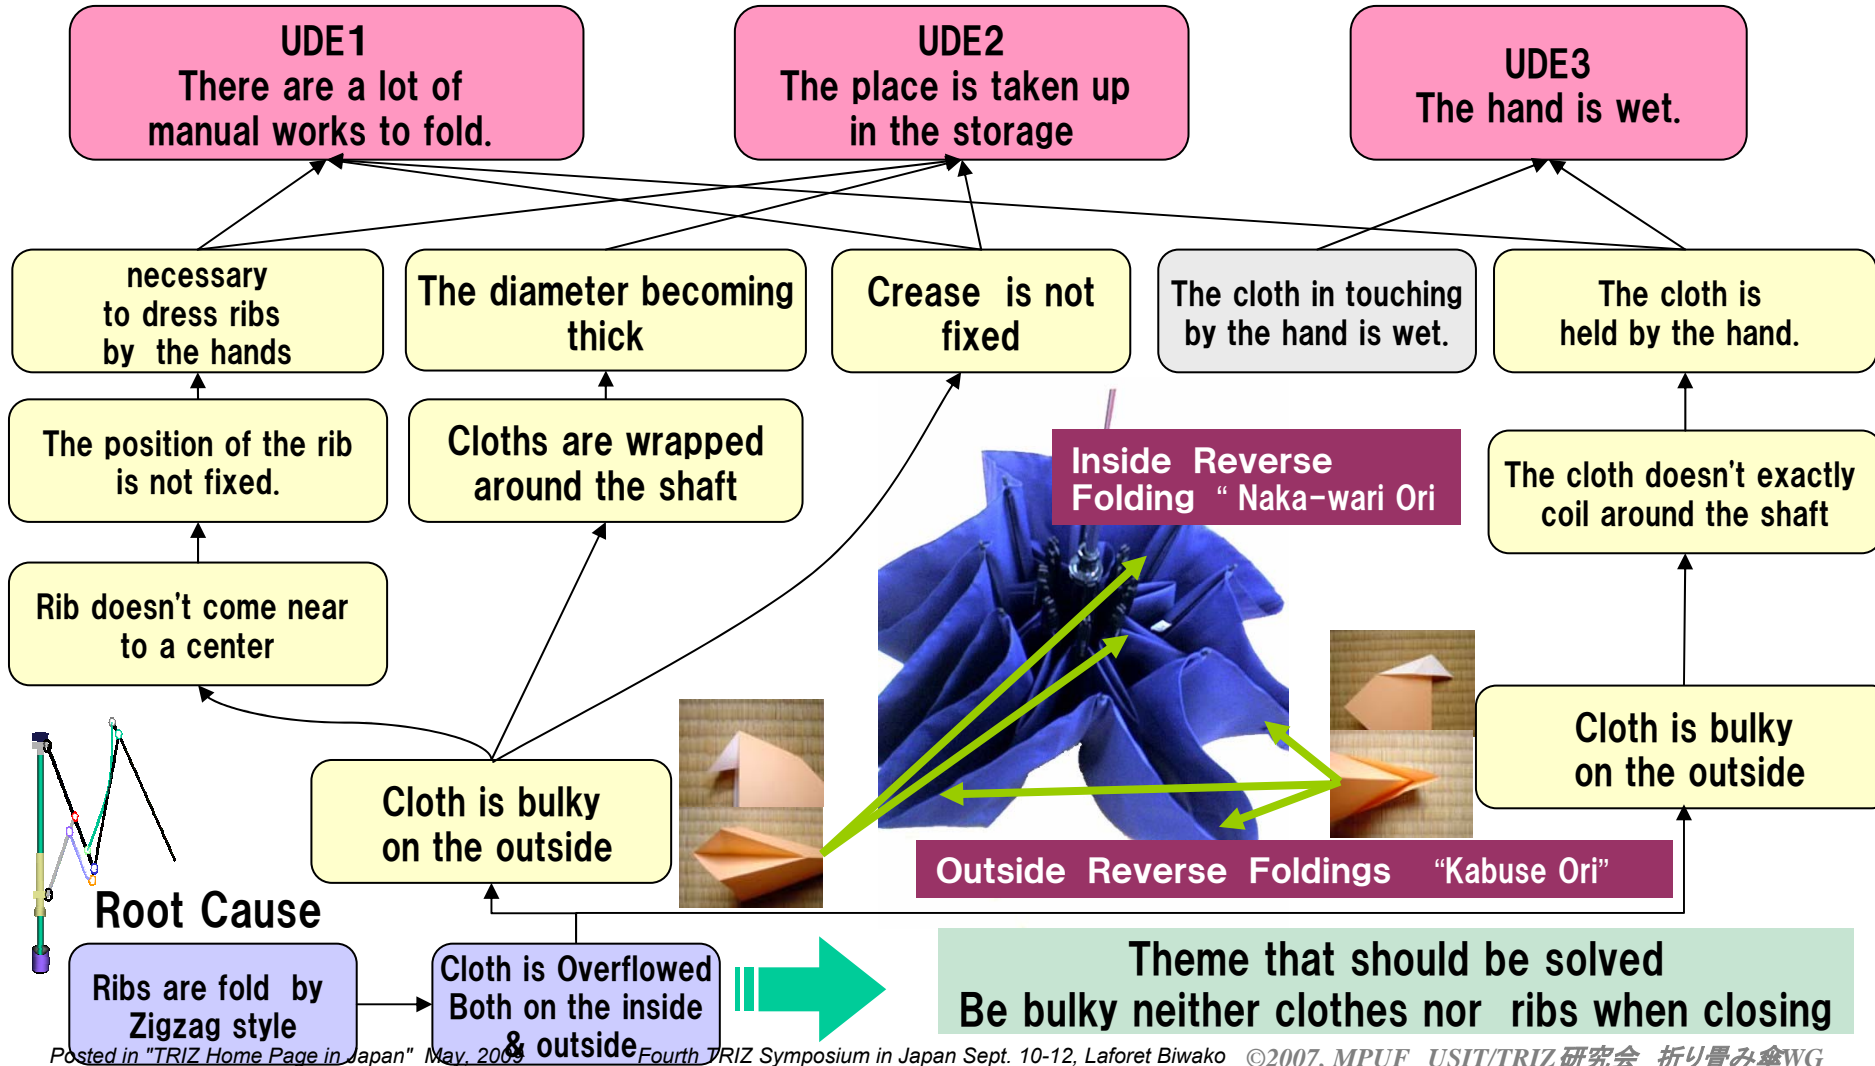 UDE1
There are a lot of
manual works to fold.
UDE2
The place is taken up
in the storage
UDE3
The hand is wet.
necessary
to dress ribs
by the hands
The diameter becoming
thick
Crease is not
fixed
The cloth in touching
by the hand is wet.
The cloth is
held by the hand.
The position of the rib
is not fixed.
Cloths are wrapped
around the shaft
Inside Reverse
Folding “ Naka-wari Ori
The cloth doesn't exactly
coil around the shaft
Rib doesn't come near
to a center
Cloth is bulky
on the outside
Cloth is bulky
on the outside
Outside Reverse Foldings “Kabuse Ori”
Root Cause
Ribs are fold by
Zigzag style
Cloth is Overflowed
Both on the inside
& outside
Theme that should be solved
Be bulky neither clothes nor ribs when closing
Posted in "TRIZ Home Page in Japan" May, 2009
Fourth TRIZ Symposium in Japan Sept. 10-12, Laforet Biwako
©2007. MPUF USIT/TRIZ研究会 折り畳み傘WG